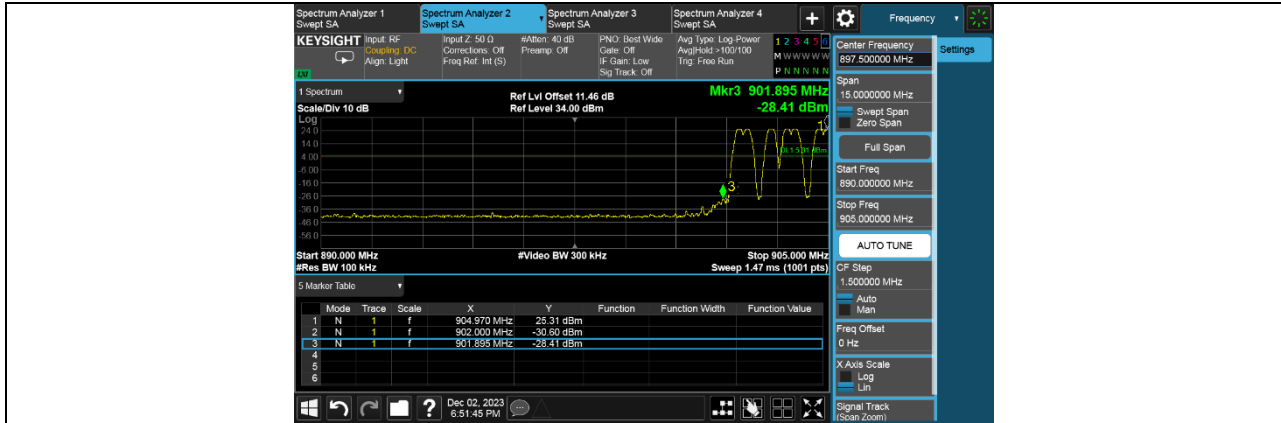 Spectrum Analyzer 1
Swept SA
Spectrum Analyzer 2
Swept SA
Spectrum Analyzer 3
Swept SA
Spectrum Analyzer 4
Swept SA
+
Frequency
KEYSIGHT
Input: RF
Coupling: DC
Align: Light
Input Z: 50 Ω
Corrections: Off
Freq Ref: Int (S)
#Atten: 40 dB
Preamp: Off
PNO: Best Wide
Gate: Off
IF Gain: Low
Sig Track: Off
Avg Type: Log-Power
Avg|Hold:>100/100
Trig: Free Run
1 2 3 4 5 6
M W W W W W
P N N N N N
LXI
1 Spectrum
Scale/Div 10 dB
Ref Lvl Offset 11.46 dB
Ref Level 34.00 dBm
Mkr3 901.895 MHz
-28.41 dBm
Log
24.0
14.0
4.00
-6.00
-16.0
-26.0
-36.0
-46.0
-56.0
1
3
Start 890.000 MHz
#Res BW 100 kHz
#Video BW 300 kHz
Stop 905.000 MHz
Sweep 1.47 ms (1001 pts)
5 Marker Table
Mode Trace Scale X Y Function Function Width Function Value
1 N 1 f 904.970 MHz 25.31 dBm
2 N 1 f 902.000 MHz -30.60 dBm
3 N 1 f 901.895 MHz -28.41 dBm
4
5
6
?
Dec 02, 2023
6:51:45 PM
Center Frequency
897.500000 MHz
Settings
Span
15.0000000 MHz
Swept Span
Zero Span
Full Span
Start Freq
890.000000 MHz
Stop Freq
905.000000 MHz
AUTO TUNE
CF Step
1.500000 MHz
Auto
Man
Freq Offset
0 Hz
X Axis Scale
Log
Lin
Signal Track
(Span Zoom)